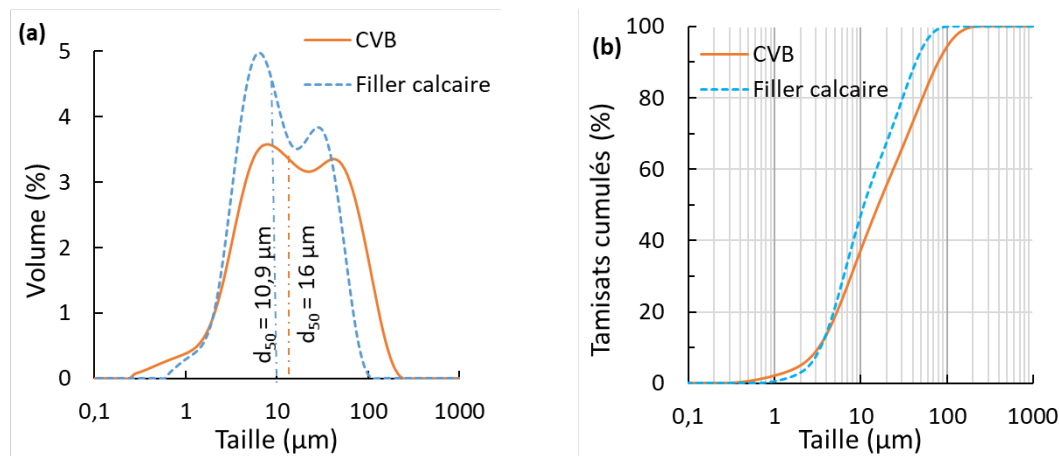 (a)
CVB
Filler calcaire
5
4
3
2
1
0
Volume (%)
d50 = 10,9 µm
d50 = 16 µm
0,1 1 10 100 1000
Taille (µm)
(b)
CVB
Filler calcaire
100
80
60
40
20
0
Tamisats cumulés (%)
0,1 1 10 100 1000
Taille (µm)